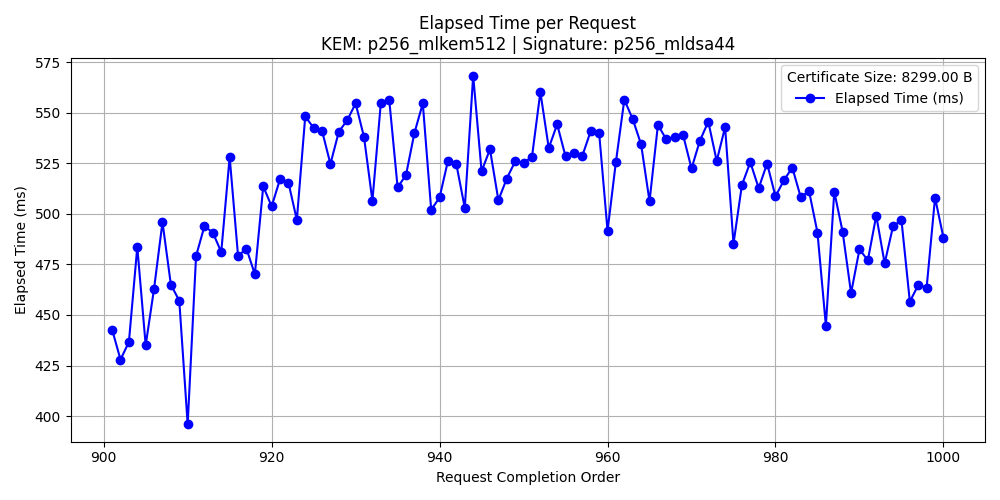 Elapsed Time per Request
KEM: p256_mlkem512 | Signature: p256_mldsa44
Certificate Size: 8299.00 B
Elapsed Time (ms)
Elapsed Time (ms)
575
550
525
500
475
450
425
400
900
920
940
960
980
1000
Request Completion Order